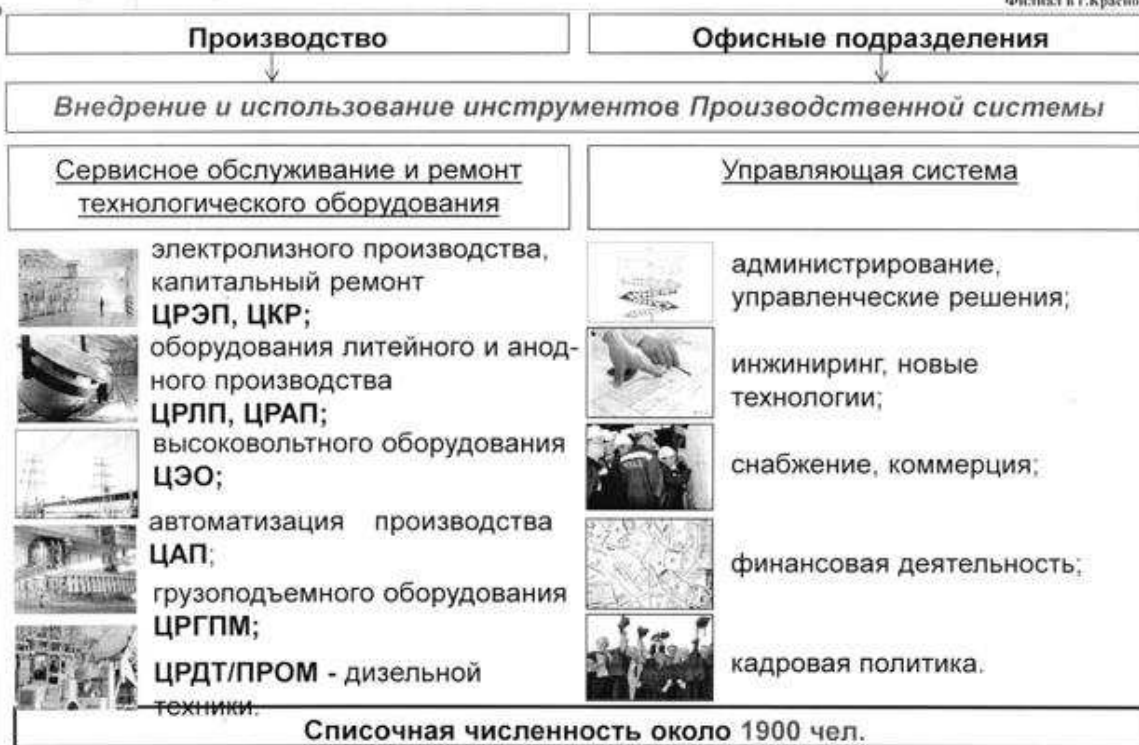 Филиал в г.Красно
Производство
Офисные подразделения
Внедрение и использование инструментов Производственной системы
Сервисное обслуживание и ремонт
технологического оборудования
электролизного производства,
капитальный ремонт
ЦРЭП, ЦКР;
оборудования литейного и анод-
ного производства
ЦРЛП, ЦРАП;
высоковольтного оборудования
ЦЭО;
автоматизация производства
ЦАП;
грузоподъемного оборудования
ЦРГПМ;
ЦРДТ/ПРОМ - дизельной
техники.
Управляющая система
администрирование,
управленческие решения;
инжиниринг, новые
технологии;
снабжение, коммерция;
финансовая деятельность;
кадровая политика.
Списочная численность около 1900 чел.